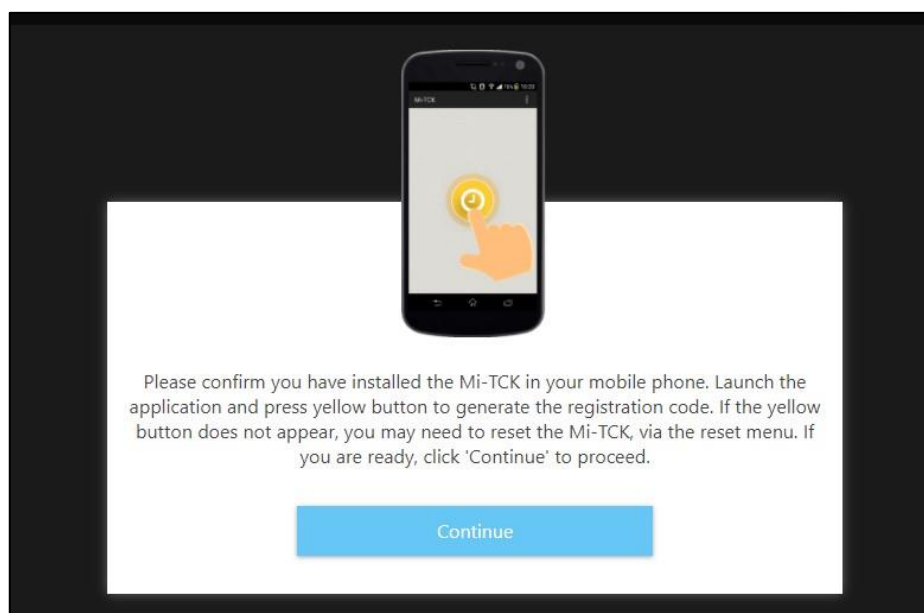 Mi-TCK
Please confirm you have installed the Mi-TCK in your mobile phone. Launch the
application and press yellow button to generate the registration code. If the yellow
button does not appear, you may need to reset the Mi-TCK, via the reset menu. If
you are ready, click 'Continue' to proceed.
Continue